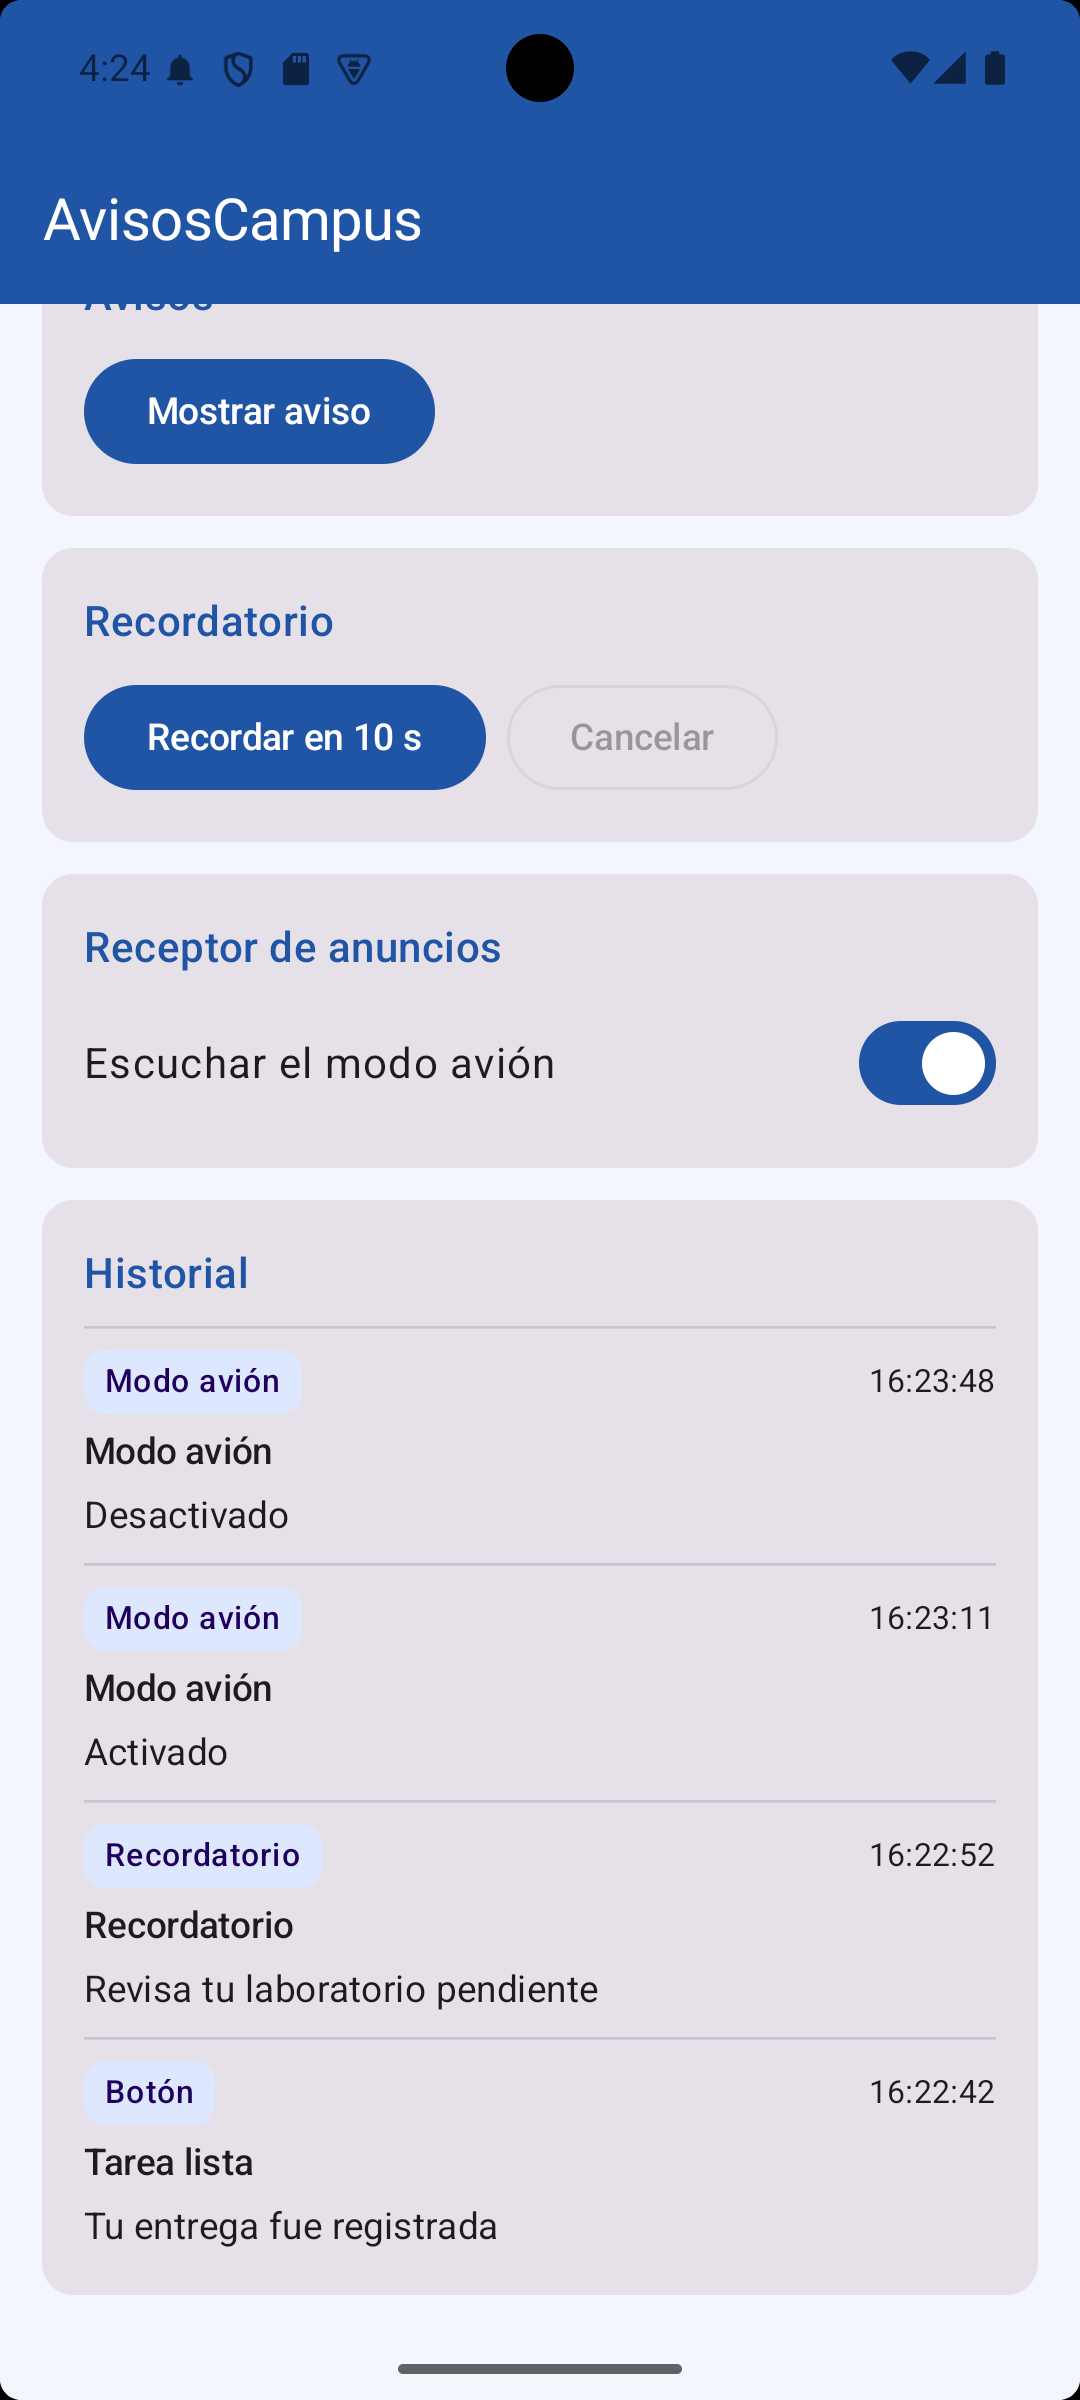 4:24
AvisosCampus
Avisos
Mostrar aviso
Recordatorio
Recordar en 10 s
Cancelar
Receptor de anuncios
Escuchar el modo avión
Historial
Modo avión 16:23:48
Modo avión
Desactivado
Modo avión 16:23:11
Modo avión
Activado
Recordatorio 16:22:52
Recordatorio
Revisa tu laboratorio pendiente
Botón 16:22:42
Tarea lista
Tu entrega fue registrada